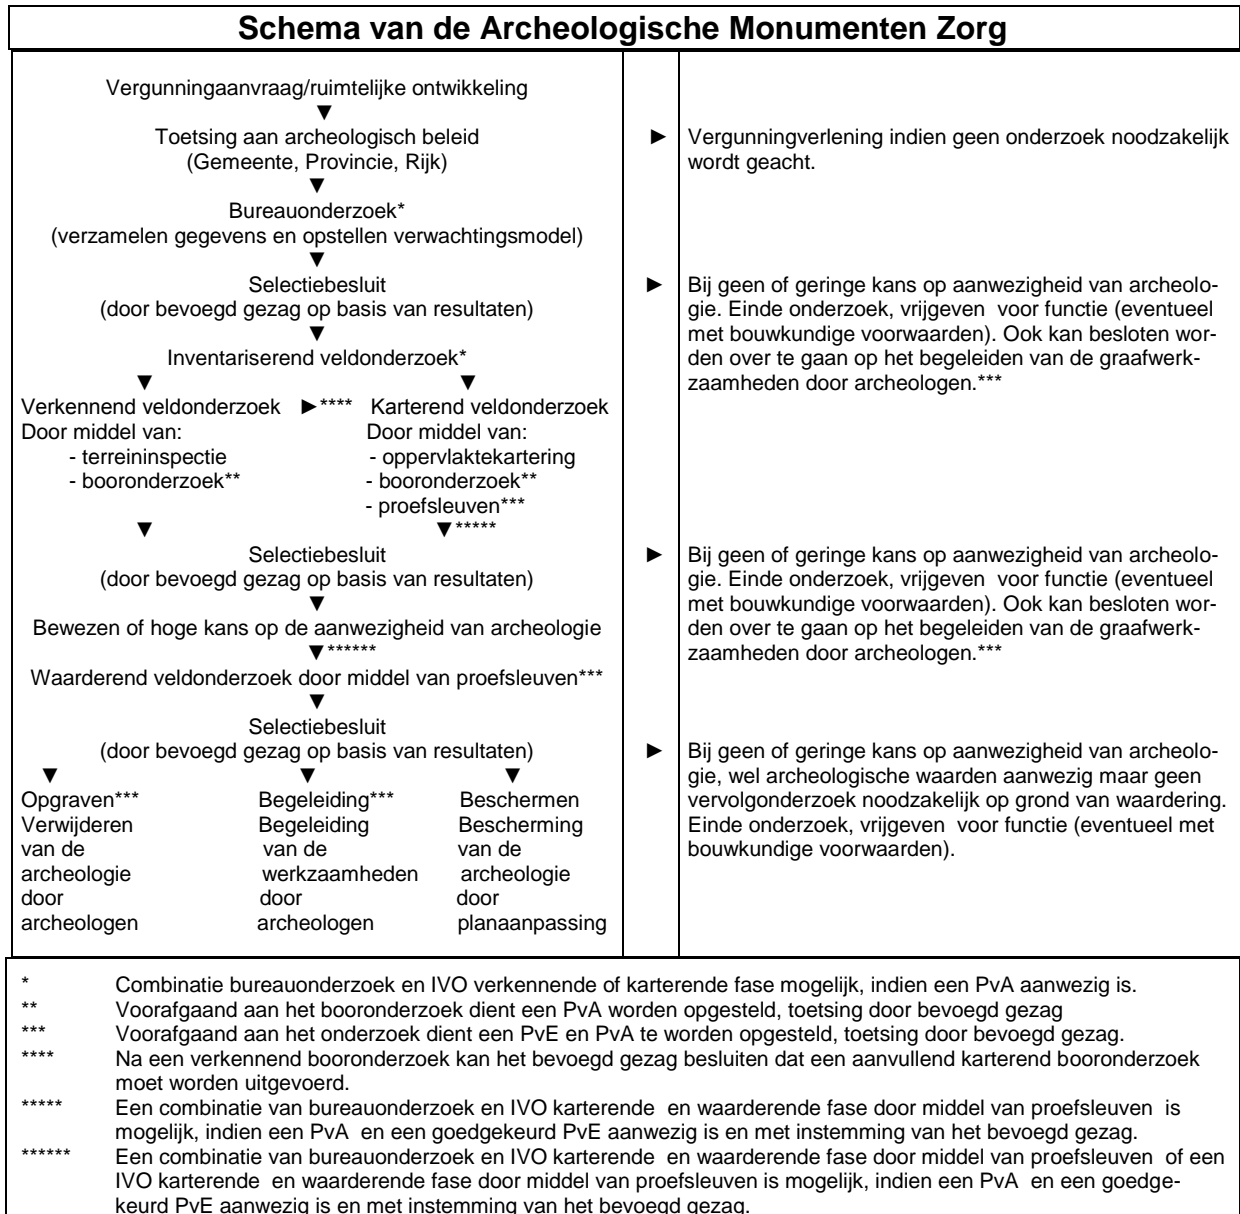 Schema van de Archeologische Monumenten Zorg
Vergunningaanvraag/ruimtelijke ontwikkeling
▼
Toetsing aan archeologisch beleid
(Gemeente, Provincie, Rijk)
► Vergunningverlening indien geen onderzoek noodzakelijk
wordt geacht.
▼
Bureauonderzoek*
(verzamelen gegevens en opstellen verwachtingsmodel)
▼
Selectiebesluit
(door bevoegd gezag op basis van resultaten)
► Bij geen of geringe kans op aanwezigheid van archeolo-
gie. Einde onderzoek, vrijgeven voor functie (eventueel
met bouwkundige voorwaarden). Ook kan besloten wor-
den over te gaan op het begeleiden van de graafwerk-
zaamheden door archeologen.***
▼
Inventariserend veldonderzoek*
▼ ▼
Verkennend veldonderzoek ►**** Karterend veldonderzoek
Door middel van: Door middel van:
- terreininspectie - oppervlaktekartering
- booronderzoek** - booronderzoek**
- proefsleuven***
▼ ▼*****
Selectiebesluit
(door bevoegd gezag op basis van resultaten)
► Bij geen of geringe kans op aanwezigheid van archeolo-
gie. Einde onderzoek, vrijgeven voor functie (eventueel
met bouwkundige voorwaarden). Ook kan besloten wor-
den over te gaan op het begeleiden van de graafwerk-
zaamheden door archeologen.***
▼
Bewezen of hoge kans op de aanwezigheid van archeologie
▼******
Waarderend veldonderzoek door middel van proefsleuven***
▼
Selectiebesluit
(door bevoegd gezag op basis van resultaten)
► Bij geen of geringe kans op aanwezigheid van archeolo-
gie, wel archeologische waarden aanwezig maar geen
vervolgonderzoek noodzakelijk op grond van waardering.
Einde onderzoek, vrijgeven voor functie (eventueel met
bouwkundige voorwaarden).
▼ ▼ ▼
Opgraven*** Begeleiding*** Beschermen
Verwijderen Begeleiding Bescherming
van de van de van de
archeologie werkzaamheden archeologie
door door door
archeologen archeologen planaanpassing
* Combinatie bureauonderzoek en IVO verkennende of karterende fase mogelijk, indien een PvA aanwezig is.
** Voorafgaand aan het booronderzoek dient een PvA worden opgesteld, toetsing door bevoegd gezag
*** Voorafgaand aan het onderzoek dient een PvE en PvA te worden opgesteld, toetsing door bevoegd gezag.
**** Na een verkennend booronderzoek kan het bevoegd gezag besluiten dat een aanvullend karterend booronderzoek
moet worden uitgevoerd.
***** Een combinatie van bureauonderzoek en IVO karterende en waarderende fase door middel van proefsleuven is
mogelijk, indien een PvA en een goedgekeurd PvE aanwezig is en met instemming van het bevoegd gezag.
****** Een combinatie van bureauonderzoek en IVO karterende en waarderende fase door middel van proefsleuven of een
IVO karterende en waarderende fase door middel van proefsleuven is mogelijk, indien een PvA en een goedge-
keurd PvE aanwezig is en met instemming van het bevoegd gezag.